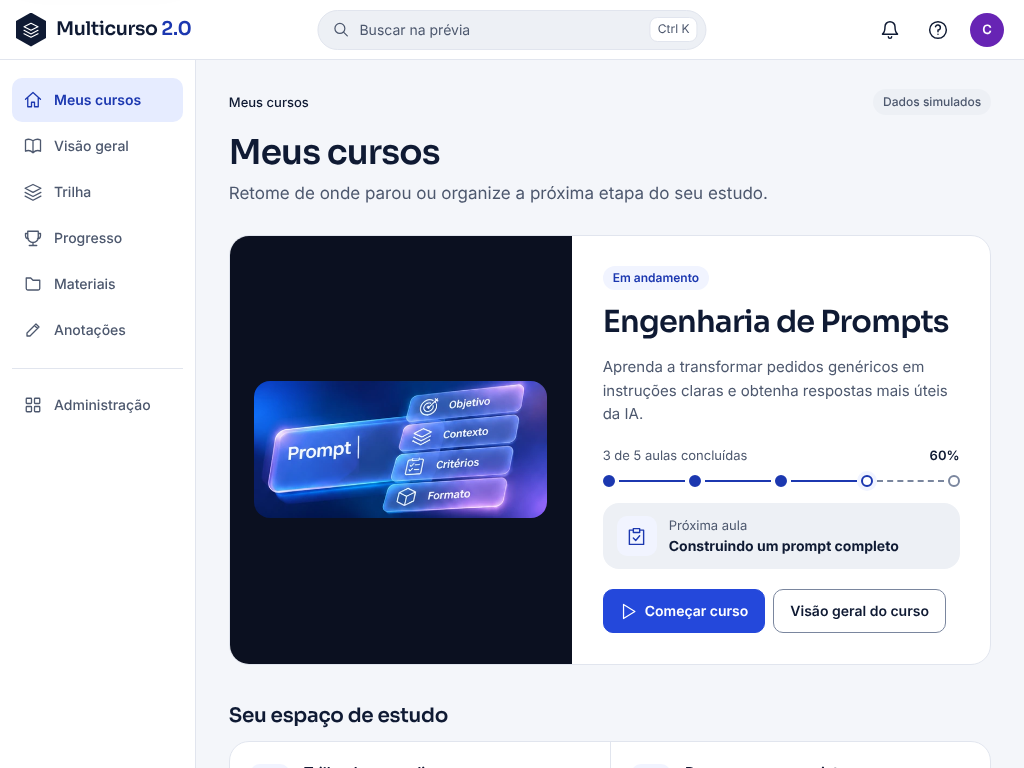 Multicurso 2.0
Buscar na prévia
Ctrl K
C
Meus cursos
Visão geral
Trilha
Progresso
Materiais
Anotações
Administração
Meus cursos
Dados simulados
Meus cursos
Retome de onde parou ou organize a próxima etapa do seu estudo.
Prompt
Objetivo
Contexto
Critérios
Formato
Em andamento
Engenharia de Prompts
Aprenda a transformar pedidos genéricos em
instruções claras e obtenha respostas mais úteis
da IA.
3 de 5 aulas concluídas
60%
Próxima aula
Construindo um prompt completo
Começar curso
Visão geral do curso
Seu espaço de estudo